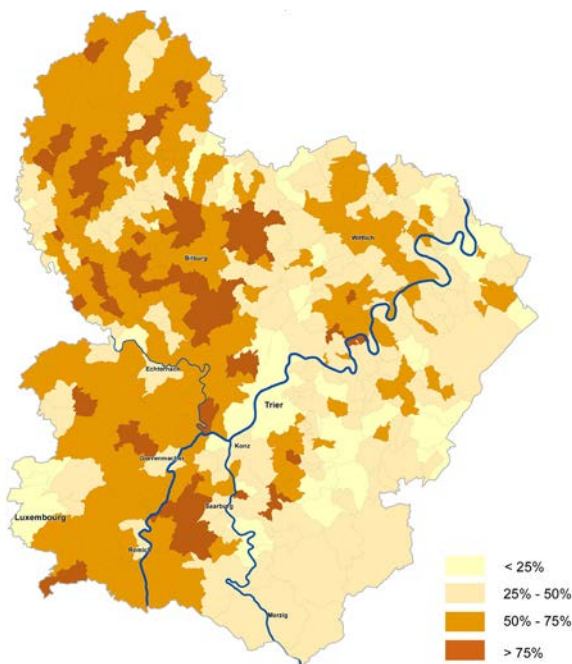 Wittlich
Bitburg
Echternach
Trier
Konz
Grevenmacher
Luxembourg
Saarburg
Remich
Merzig
< 25%
25% - 50%
50% - 75%
> 75%